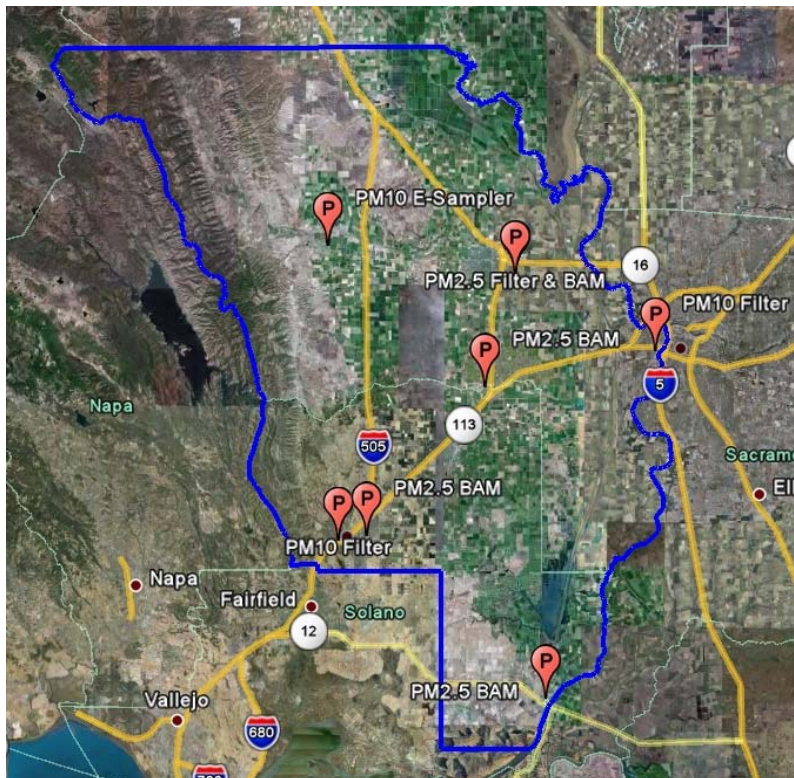 PM10 E-Sampler
P
P
16
PM2.5 Filter & BAM
PM10 Filter
P
PM2.5 BAM
P
5
Napa
113
505
Sacram
El
PM2.5 BAM
P
P
PM10 Filter
Napa
Fairfield
Solano
12
P
PM2.5 BAM
Vallejo
680